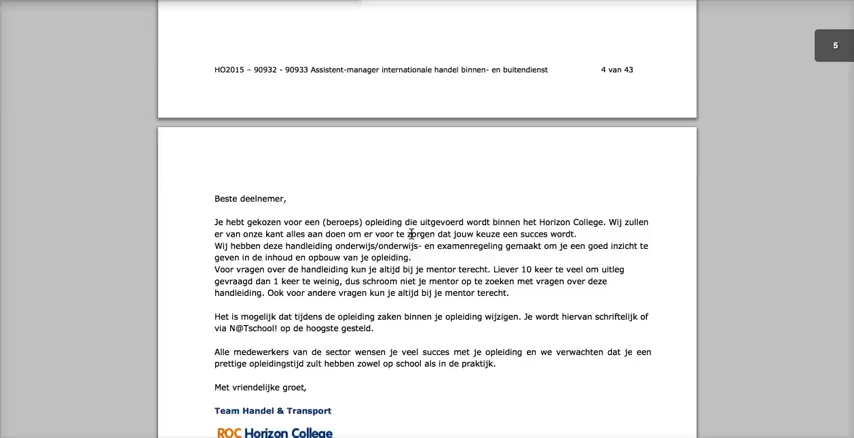 HO2015 – 90932 - 90933 Assistent-manager internationale handel binnen- en buitendienst 4 van 43
5
Beste deelnemer,
Je hebt gekozen voor een (beroeps) opleiding die uitgevoerd wordt binnen het Horizon College. Wij zullen
er van onze kant alles aan doen om er voor te zorgen dat jouw keuze een succes wordt.
Wij hebben deze handleiding onderwijs/onderwijs- en examenregeling gemaakt om je een goed inzicht te
geven in de inhoud en opbouw van je opleiding.
Voor vragen over de handleiding kun je altijd bij je mentor terecht. Liever 10 keer te veel om uitleg
gevraagd dan 1 keer te weinig, dus schroom niet je mentor op te zoeken met vragen over deze
handleiding. Ook voor andere vragen kun je altijd bij je mentor terecht.
Het is mogelijk dat tijdens de opleiding zaken binnen je opleiding wijzigen. Je wordt hiervan schriftelijk of
via N@Tschool! op de hoogste gesteld.
Alle medewerkers van de sector wensen je veel succes met je opleiding en we verwachten dat je een
prettige opleidingstijd zult hebben zowel op school als in de praktijk.
Met vriendelijke groet,
Team Handel & Transport
ROC Horizon College